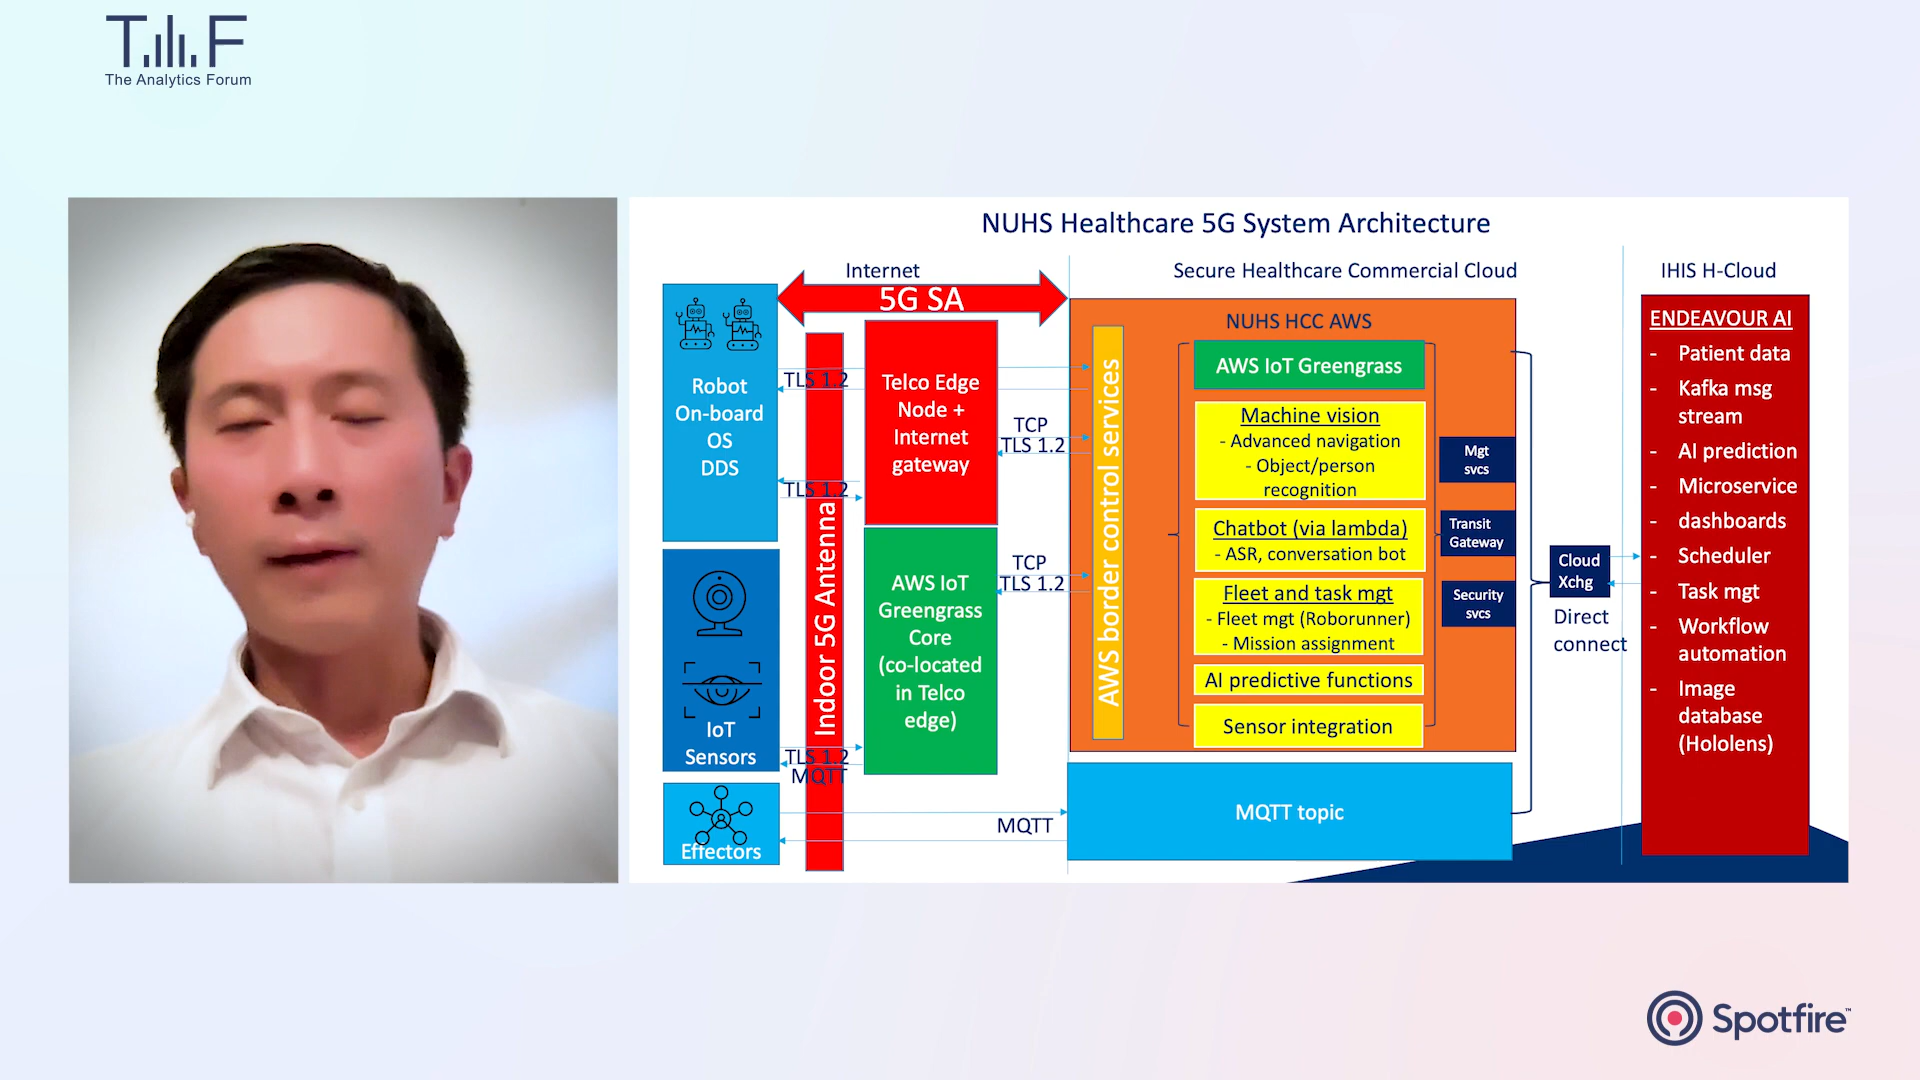 T F
The Analytics Forum
NUHS Healthcare 5G System Architecture
Internet
Secure Healthcare Commercial Cloud
IHIS H-Cloud
5G SA
Robot
On-board
OS
DDS
TLS 1.2
TLS 1.2
Indoor 5G Antenna
Telco Edge
Node +
Internet
gateway
TCP
TLS 1.2
AWS IoT
Greengrass
Core
(co-located
in Telco
edge)
TCP
TLS 1.2
IoT
Sensors
TLS 1.2
MQTT
Effectors
MQTT
AWS border control services
NUHS HCC AWS
AWS IoT Greengrass
Machine vision
- Advanced navigation
- Object/person
recognition
Chatbot (via lambda)
- ASR, conversation bot
Fleet and task mgt
- Fleet mgt (Roborunner)
- Mission assignment
AI predictive functions
Sensor integration
Mgt
svcs
Transit
Gateway
Security
svcs
MQTT topic
Cloud
Xchg
Direct
connect
ENDEAVOUR AI
- Patient data
- Kafka msg
stream
- AI prediction
- Microservice
- dashboards
- Scheduler
- Task mgt
- Workflow
automation
- Image
database
(Hololens)
Spotfire™